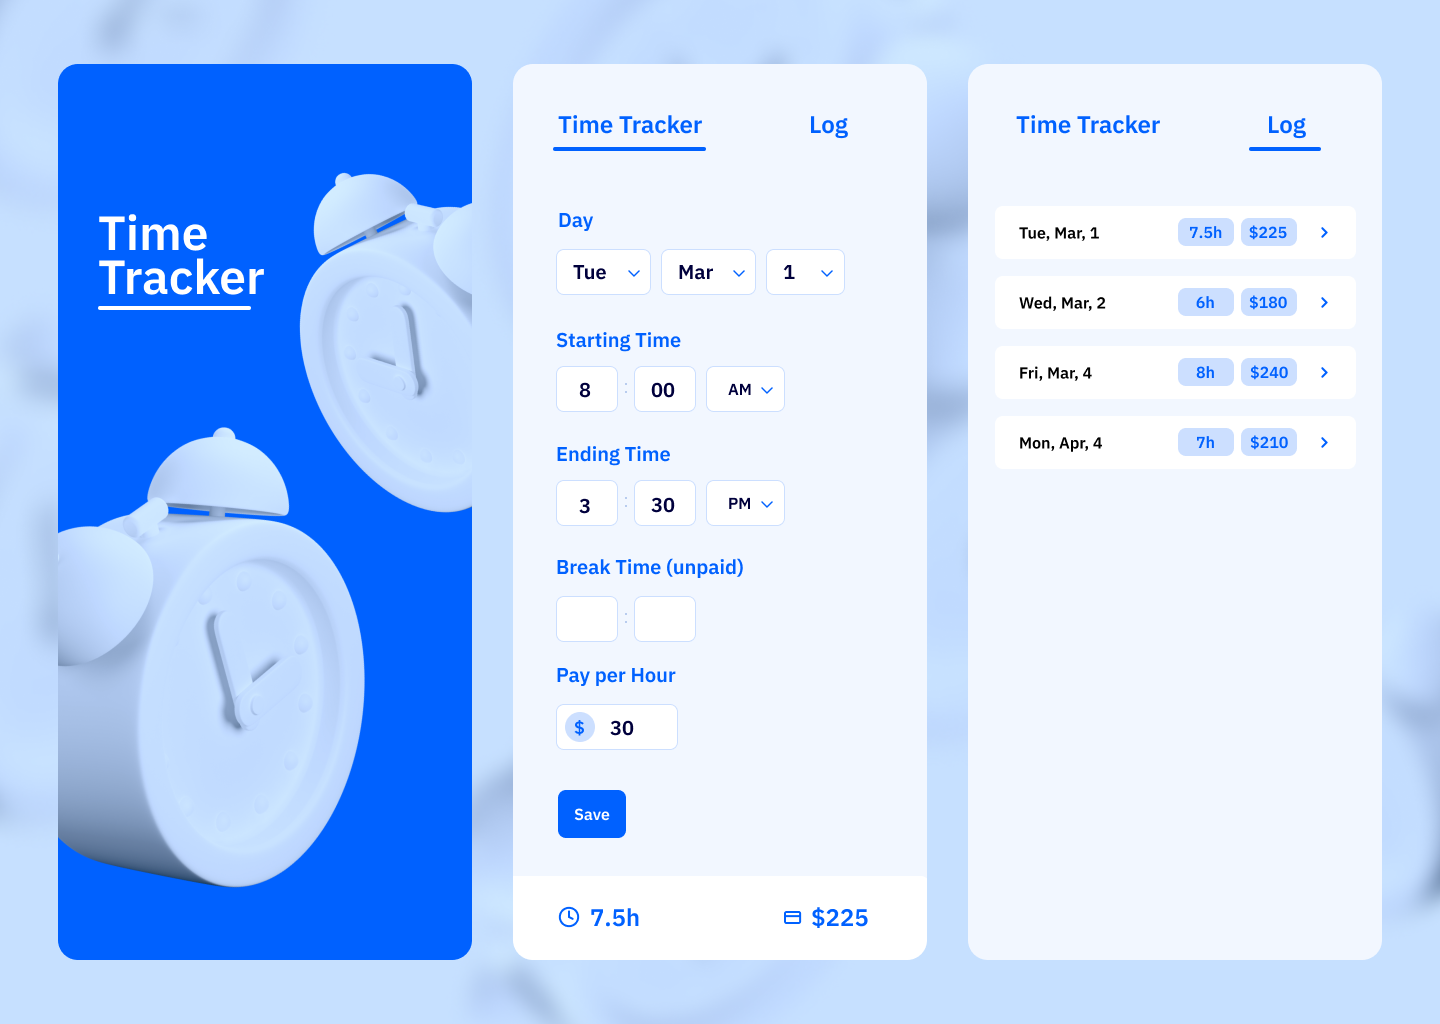 Time
Tracker
Time Tracker Log
Day
Tue Mar 1
Starting Time
8 : 00 AM
Ending Time
3 : 30 PM
Break Time (unpaid)
:
Pay per Hour
$ 30
Save
7.5h $225
Time Tracker Log
Tue, Mar, 1 7.5h $225
Wed, Mar, 2 6h $180
Fri, Mar, 4 8h $240
Mon, Apr, 4 7h $210